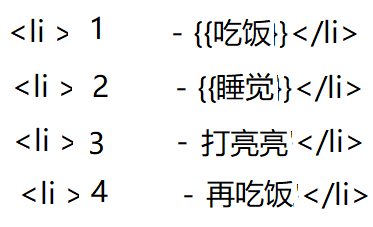 <li > 1 - {{吃饭}}</li>
<li > 2 - {{睡觉}}</li>
<li > 3 - 打亮亮'</li>
<li > 4 - 再吃饭'</li>